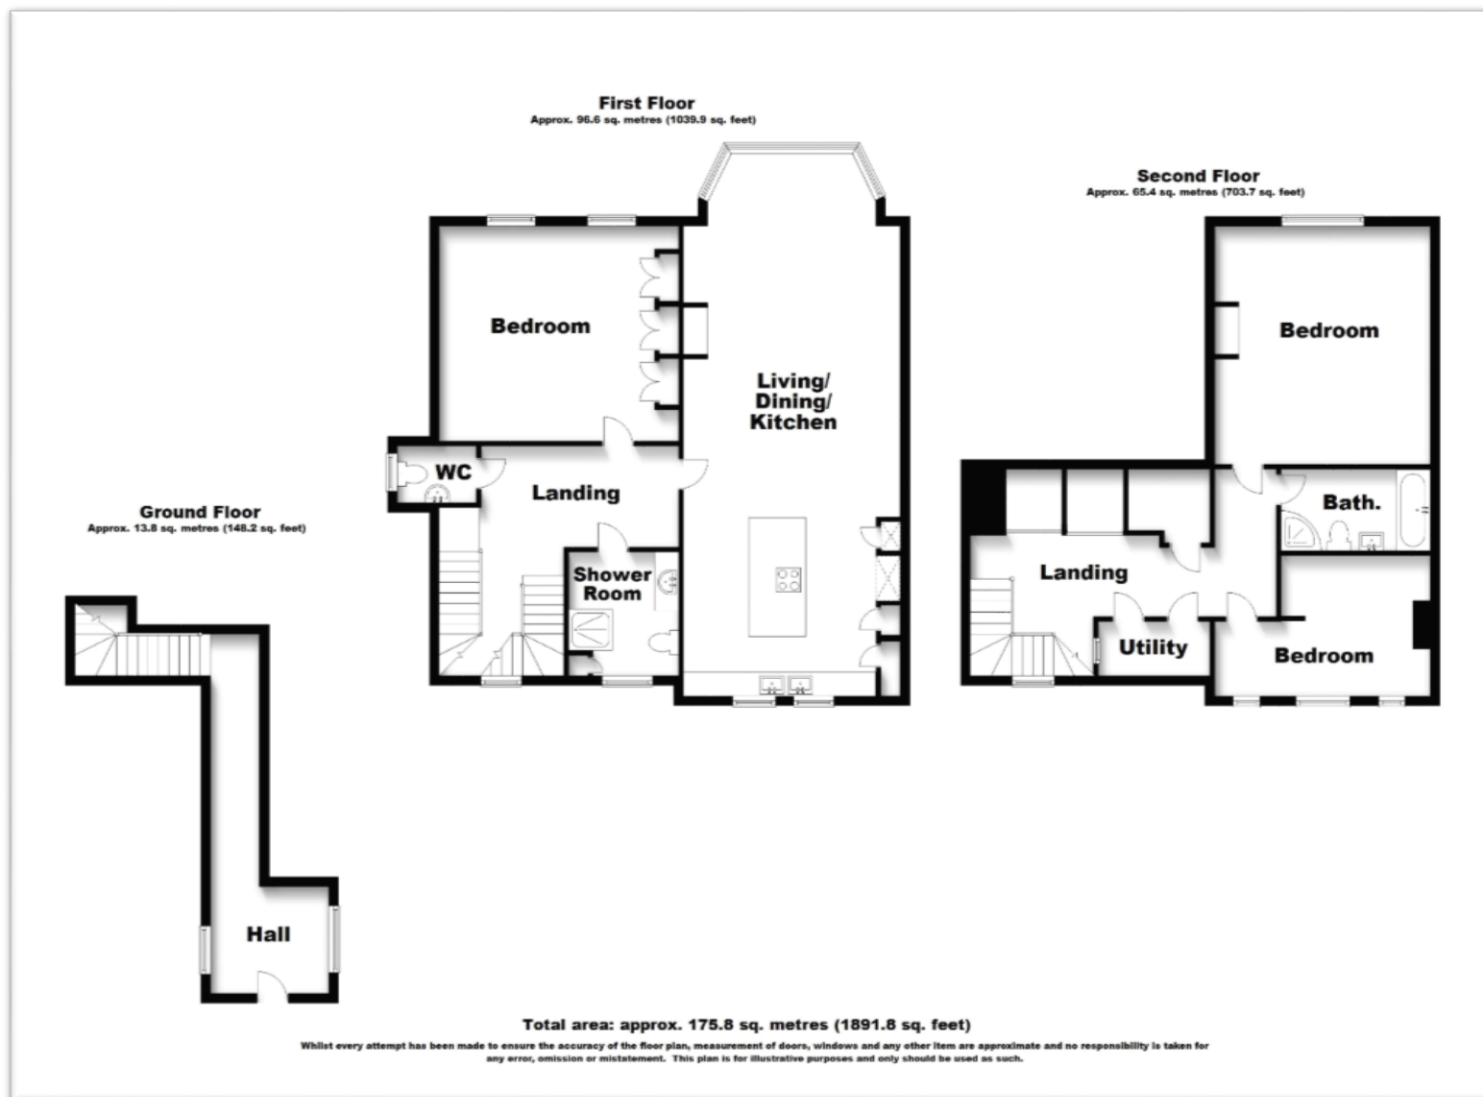 First Floor
Approx. 96.6 sq. metres (1039.9 sq. feet)
Second Floor
Approx. 65.4 sq. metres (703.7 sq. feet)
Bedroom
Bedroom
Living/
Dining/
Kitchen
WC
Landing
Bath.
Ground Floor
Approx. 13.8 sq. metres (148.2 sq. feet)
Shower
Room
Landing
Utility
Bedroom
Hall
Total area: approx. 175.8 sq. metres (1891.8 sq. feet)
Whilst every attempt has been made to ensure the accuracy of the floor plan, measurement of doors, windows and any other item are approximate and no responsibility is taken for
any error, omission or mistatement. This plan is for illustrative purposes and only should be used as such.